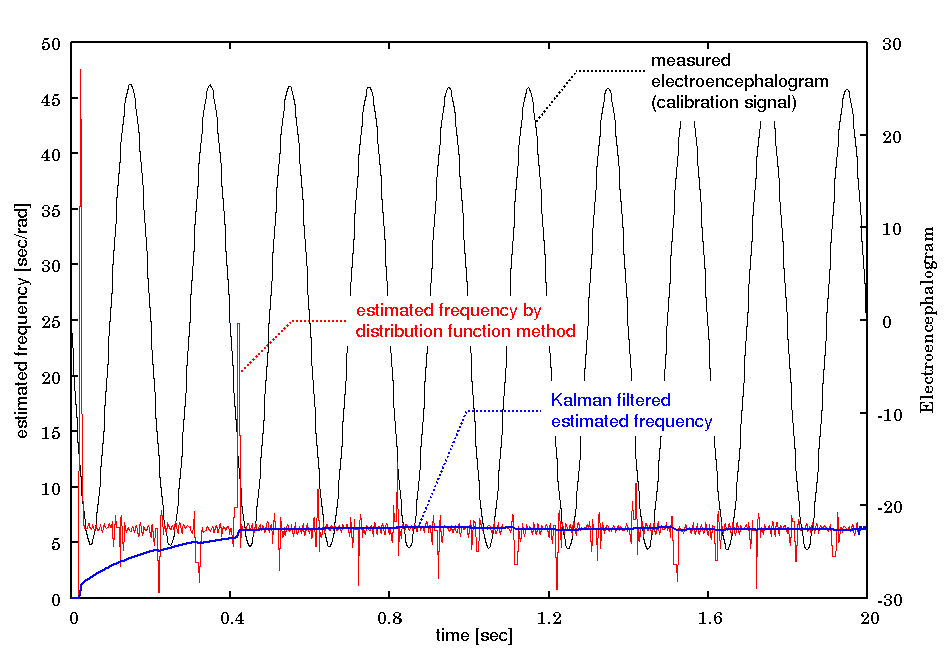 50
45
40
35
30
25
20
15
10
5
0
estimated frequency [sec/rad]
30
20
10
0
-10
-20
-30
Electroencephalogram
0
0.4
0.8
1.2
1.6
20
time [sec]
measured
electroencephalogram
(calibration signal)
estimated frequency by
distribution function method
Kalman filtered
estimated frequency